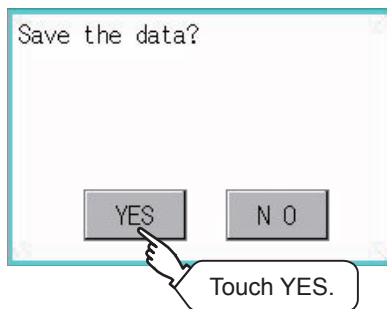 Save the data?
YES
N O
Touch YES.